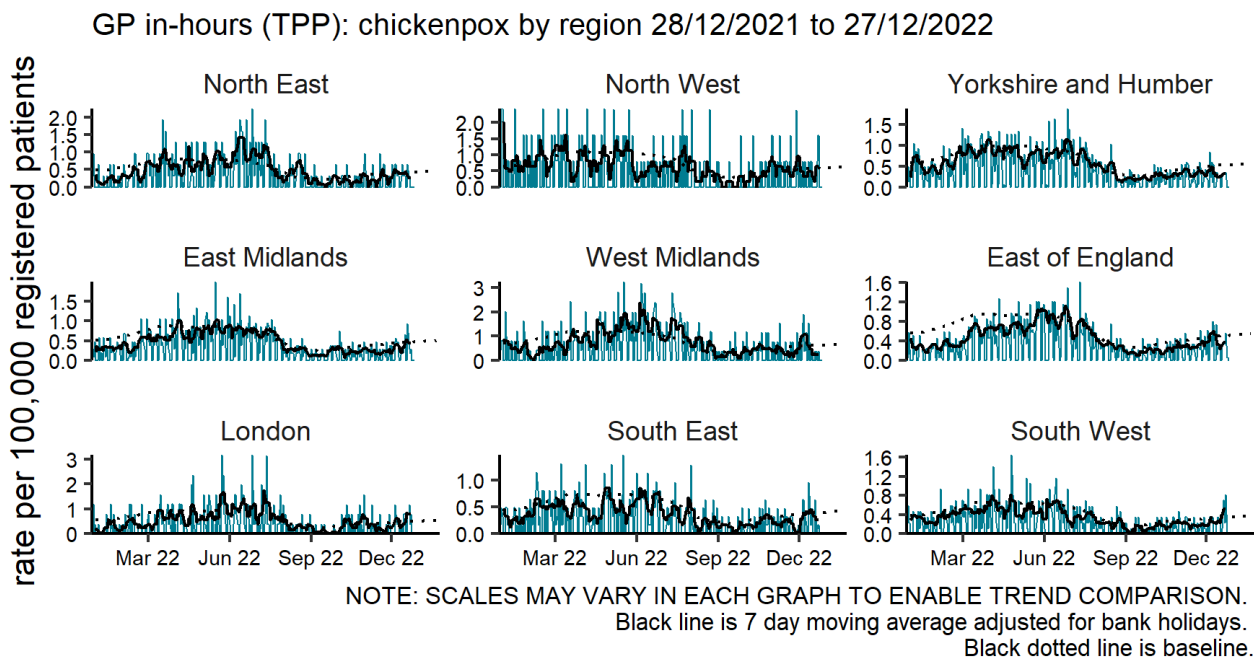 GP in-hours (TPP): chickenpox by region 28/12/2021 to 27/12/2022
rate per 100,000 registered patients
North East
2.0
1.5
1.0
0.5
0.0
North West
2.0
1.5
1.0
0.5
0.0
Yorkshire and Humber
1.5
1.0
0.5
0.0
East Midlands
1.5
1.0
0.5
0.0
West Midlands
3
2
1
0
East of England
1.6
1.2
0.8
0.4
0.0
London
3
2
1
0
Mar 22 Jun 22 Sep 22 Dec 22
South East
1.0
0.5
0.0
Mar 22 Jun 22 Sep 22 Dec 22
South West
1.6
1.2
0.8
0.4
0
Mar 22 Jun 22 Sep 22 Dec 22
NOTE: SCALES MAY VARY IN EACH GRAPH TO ENABLE TREND COMPARISON.
Black line is 7 day moving average adjusted for bank holidays.
Black dotted line is baseline.